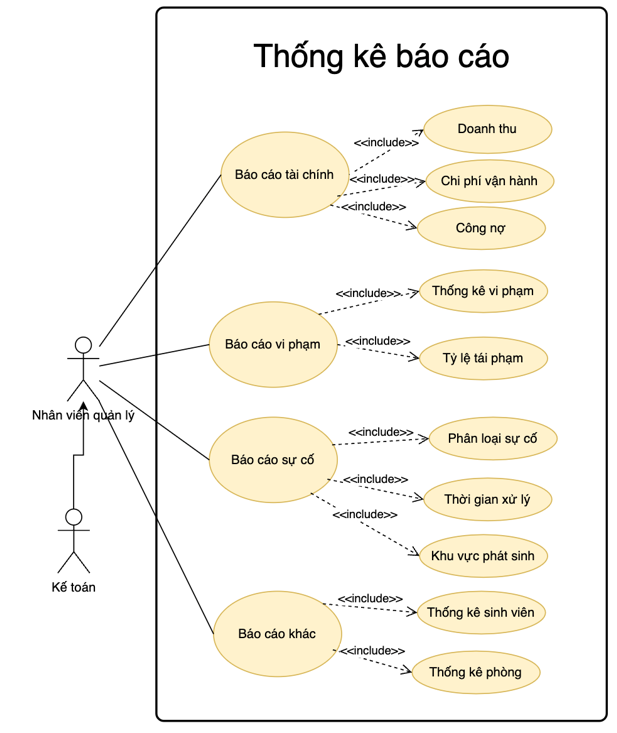 Thống kê báo cáo
Doanh thu
<<include>>
Báo cáo tài chính
<<include>>
Chi phí vận hành
<<include>>
Công nợ
<<include>>
Thống kê vi phạm
Báo cáo vi phạm
<<include>>
Tỷ lệ tái phạm
Nhân viên quản lý
<<include>>
Phân loại sự cố
Báo cáo sự cố
<<include>>
Thời gian xử lý
<<include>>
Khu vực phát sinh
Kế toán
<<include>>
Thống kê sinh viên
Báo cáo khác
<<include>>
Thống kê phòng